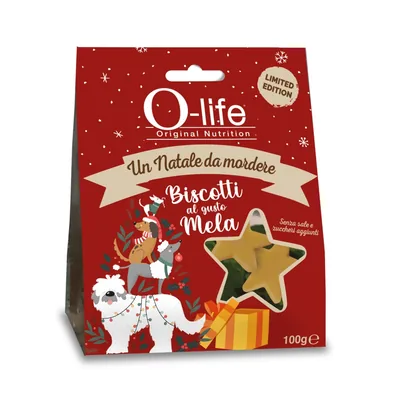 LIMITED
EDITION
O-life
Original Nutrition
Un Natale da mordere
Biscotti
al gusto
Mela
Senza sale e
zuccheri aggiunti
100g℮